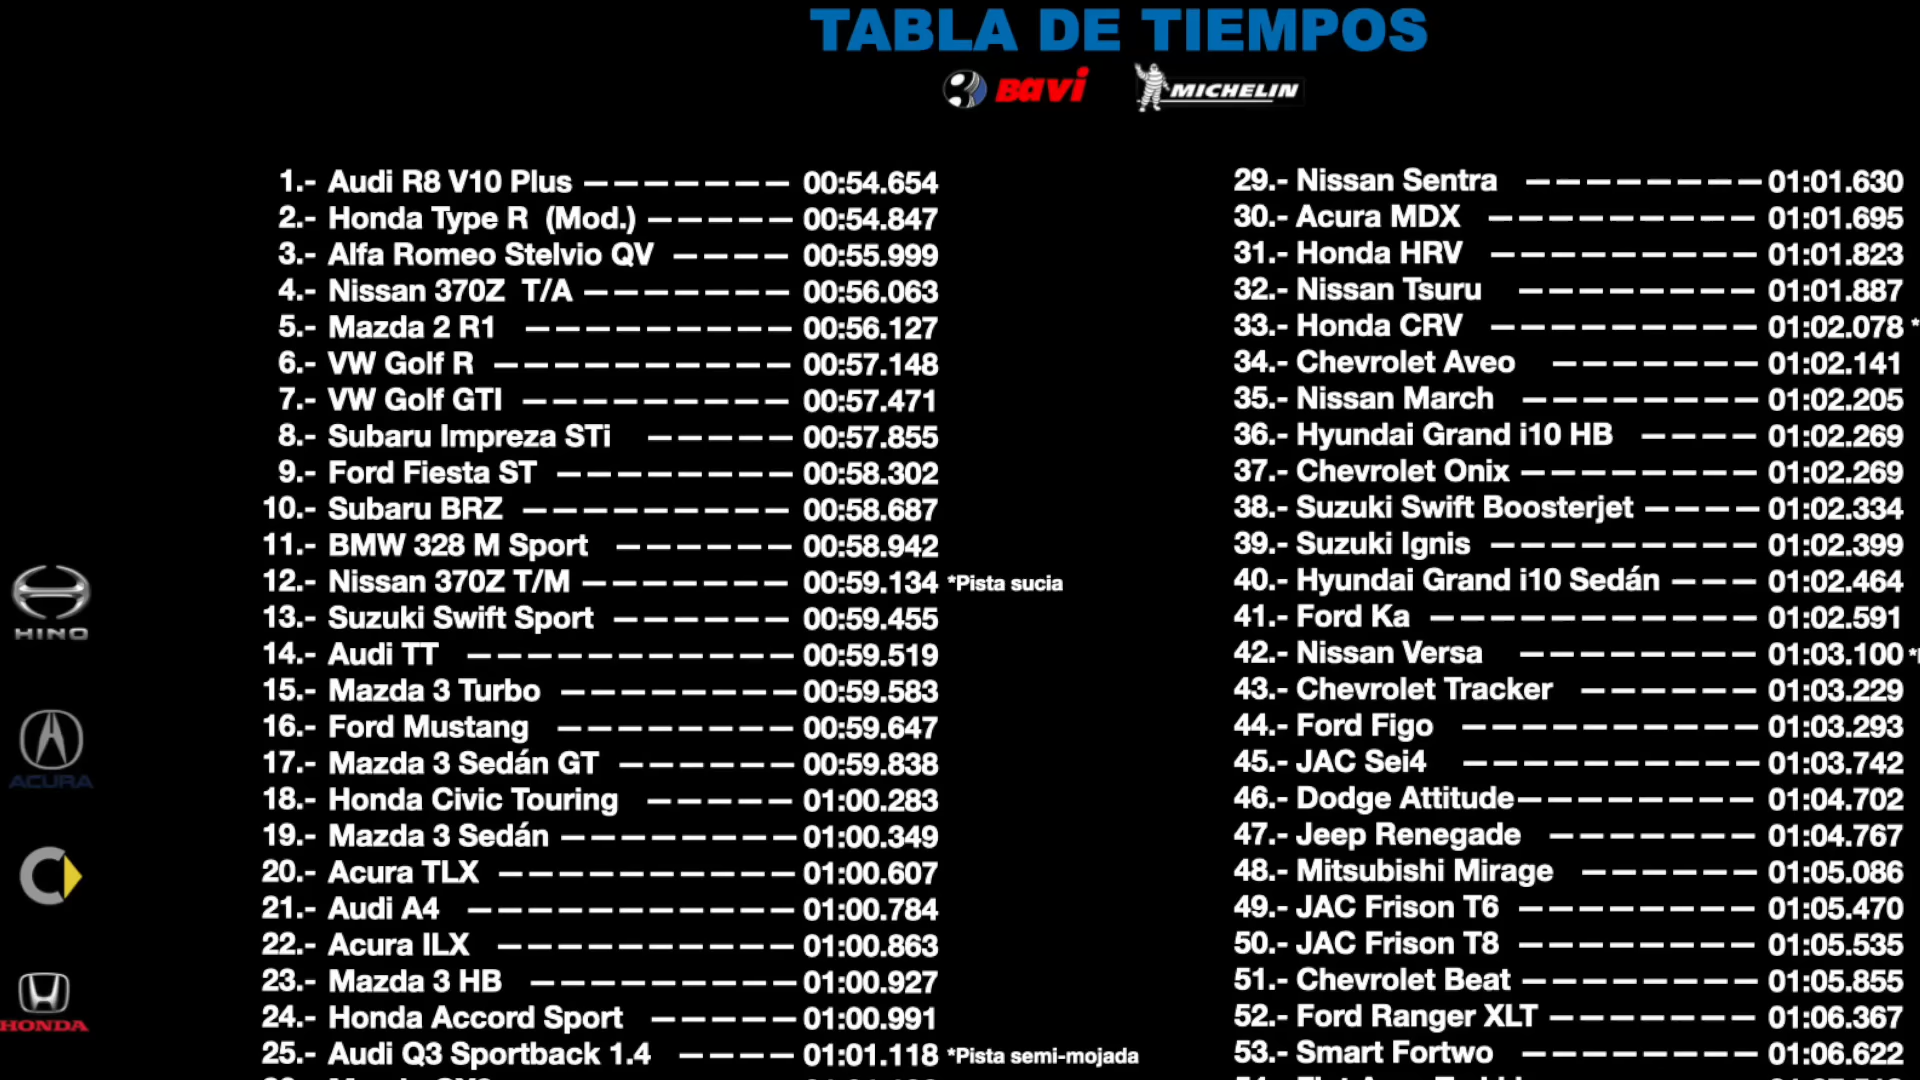 TABLA DE TIEMPOS
BAVI MICHELIN
1.- Audi R8 V10 Plus ------- 00:54.654
2.- Honda Type R (Mod.) ----- 00:54.847
3.- Alfa Romeo Stelvio QV ---- 00:55.999
4.- Nissan 370Z T/A ------- 00:56.063
5.- Mazda 2 R1 --------- 00:56.127
6.- VW Golf R ---------- 00:57.148
7.- VW Golf GTI --------- 00:57.471
8.- Subaru Impreza STi ----- 00:57.855
9.- Ford Fiesta ST -------- 00:58.302
10.- Subaru BRZ --------- 00:58.687
11.- BMW 328 M Sport ------ 00:58.942
12.- Nissan 370Z T/M ------- 00:59.134 *Pista sucia
13.- Suzuki Swift Sport ------ 00:59.455
14.- Audi TT ----------- 00:59.519
15.- Mazda 3 Turbo -------- 00:59.583
16.- Ford Mustang -------- 00:59.647
17.- Mazda 3 Sedán GT ------ 00:59.838
18.- Honda Civic Touring ----- 01:00.283
19.- Mazda 3 Sedán -------- 01:00.349
20.- Acura TLX ---------- 01:00.607
21.- Audi A4 ----------- 01:00.784
22.- Acura ILX ---------- 01:00.863
23.- Mazda 3 HB --------- 01:00.927
24.- Honda Accord Sport ----- 01:00.991
25.- Audi Q3 Sportback 1.4 ---- 01:01.118 *Pista semi-mojada
29.- Nissan Sentra -------- 01:01.630
30.- Acura MDX --------- 01:01.695
31.- Honda HRV --------- 01:01.823
32.- Nissan Tsuru -------- 01:01.887
33.- Honda CRV --------- 01:02.078 *
34.- Chevrolet Aveo ------- 01:02.141
35.- Nissan March -------- 01:02.205
36.- Hyundai Grand i10 HB ---- 01:02.269
37.- Chevrolet Onix -------- 01:02.269
38.- Suzuki Swift Boosterjet ---- 01:02.334
39.- Suzuki Ignis --------- 01:02.399
40.- Hyundai Grand i10 Sedán --- 01:02.464
41.- Ford Ka ----------- 01:02.591
42.- Nissan Versa -------- 01:03.100 *
43.- Chevrolet Tracker ------ 01:03.229
44.- Ford Figo ---------- 01:03.293
45.- JAC Sei4 ---------- 01:03.742
46.- Dodge Attitude-------- 01:04.702
47.- Jeep Renegade ------- 01:04.767
48.- Mitsubishi Mirage ------ 01:05.086
49.- JAC Frison T6 -------- 01:05.470
50.- JAC Frison T8 -------- 01:05.535
51.- Chevrolet Beat -------- 01:05.855
52.- Ford Ranger XLT ------- 01:06.367
53.- Smart Fortwo -------- 01:06.622
HINO
ACURA
HONDA